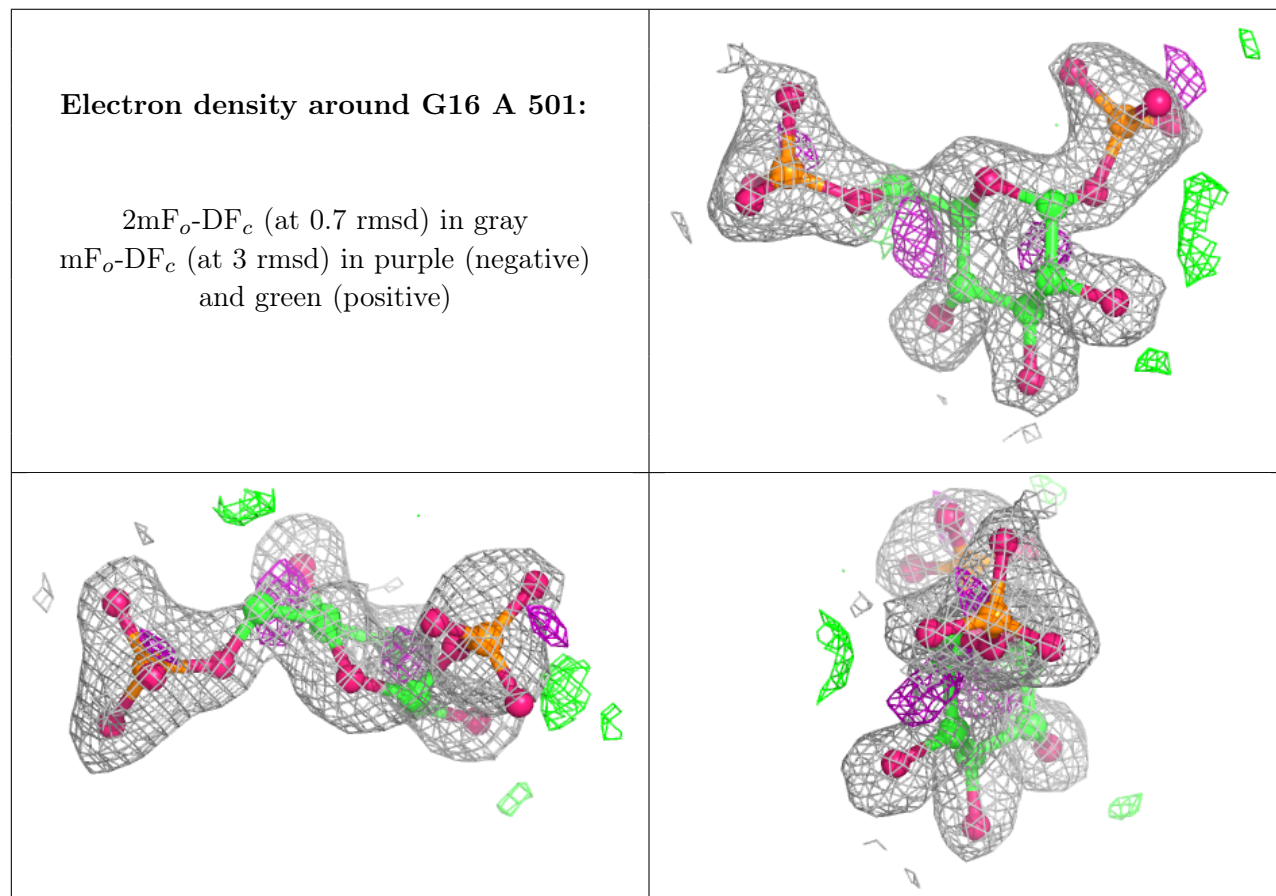 Electron density around G16 A 501:
2mFo-DFc (at 0.7 rmsd) in gray
mFo-DFc (at 3 rmsd) in purple (negative)
and green (positive)